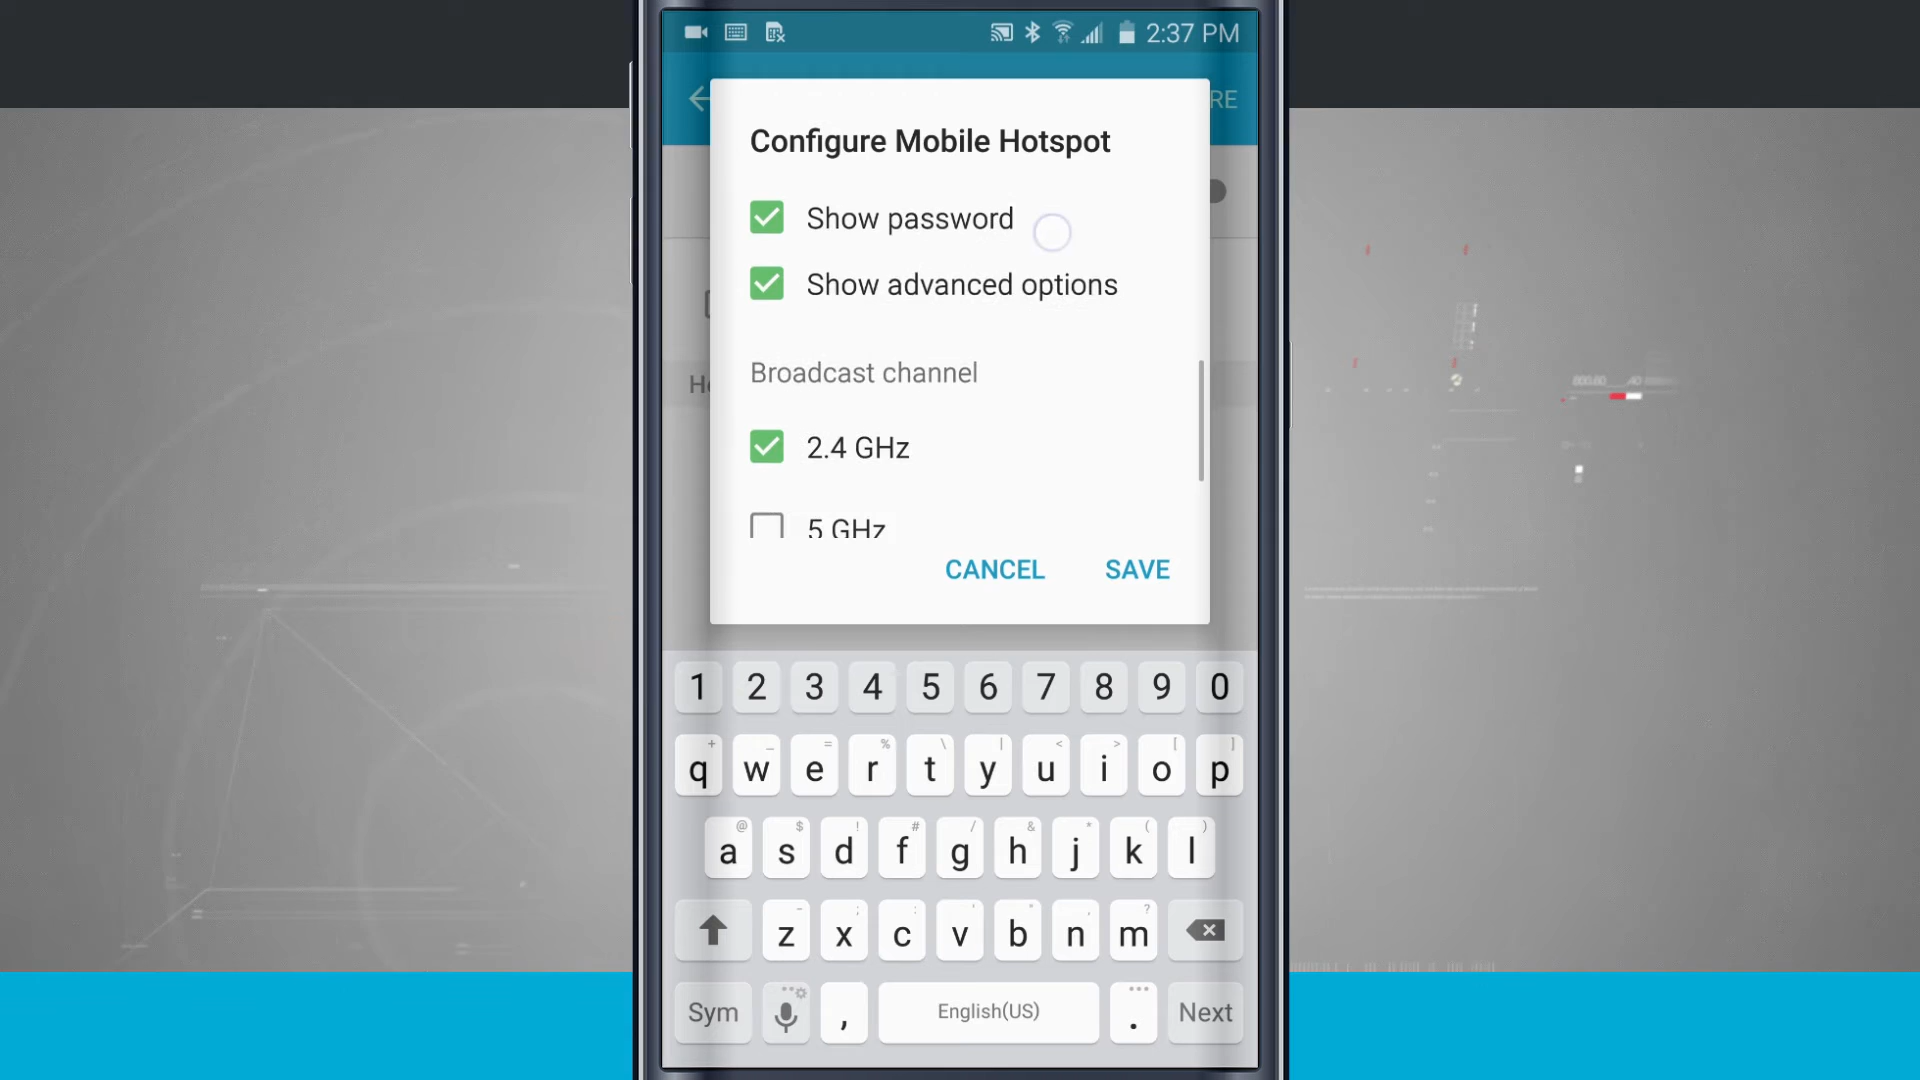 2:37 PM
RE
Configure Mobile Hotspot
Show password
Show advanced options
Broadcast channel
H
2.4 GHz
5 GHz
CANCEL
SAVE
1 2 3 4 5 6 7 8 9 0
+ _ = % \ | < > [ ]
q w e r t y u i o p
@ $ ! # / & * ( )
a s d f g h j k l
z x c v b n m
Sym , English(US) . Next